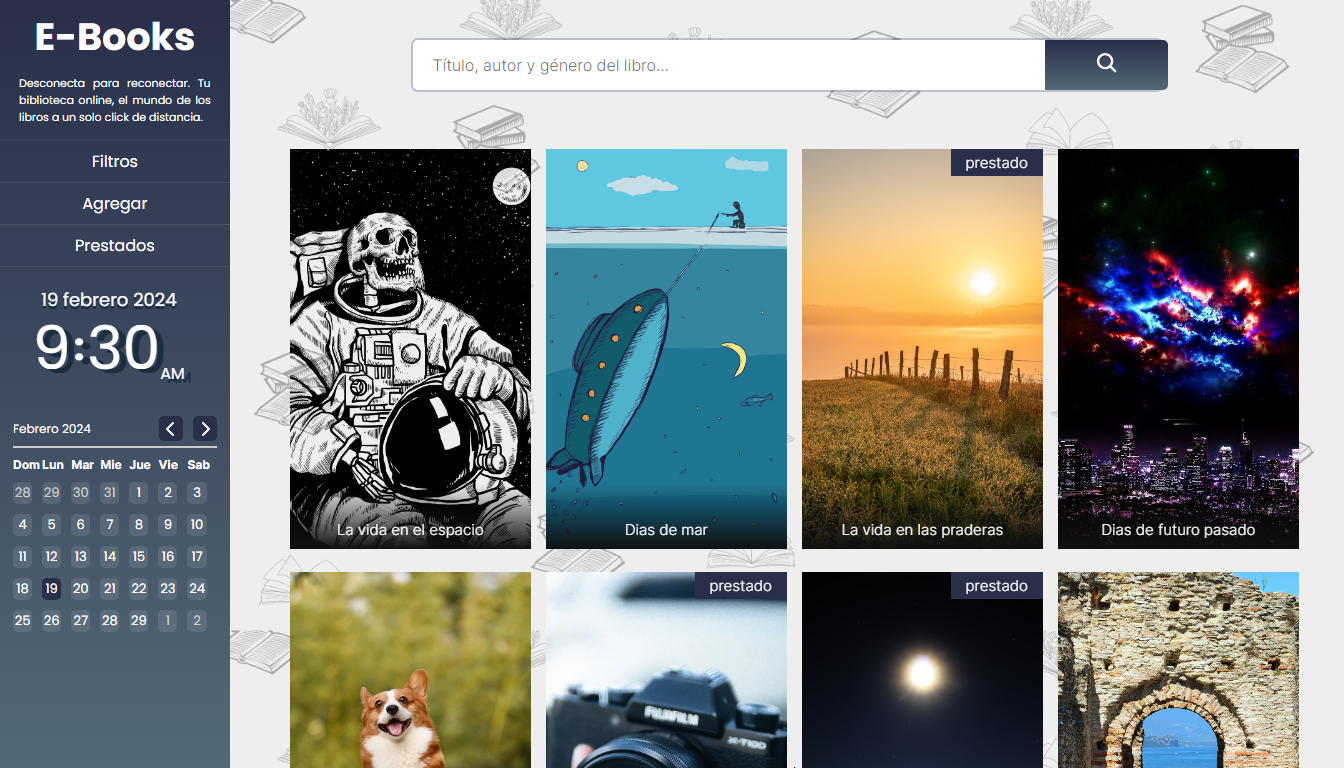 E-Books
Desconecta para reconectar. Tu
biblioteca online, el mundo de los
libros a un solo click de distancia.
Filtros
Agregar
Prestados
19 febrero 2024
9:30
AM
Febrero 2024
Dom Lun Mar Mie Jue Vie Sab
28 29 30 31 1 2 3
4 5 6 7 8 9 10
11 12 13 14 15 16 17
18 19 20 21 22 23 24
25 26 27 28 29 1 2
Título, autor y género del libro...
prestado
La vida en el espacio
Dias de mar
La vida en las praderas
Dias de futuro pasado
prestado
prestado
FUJIFILM
X-T100